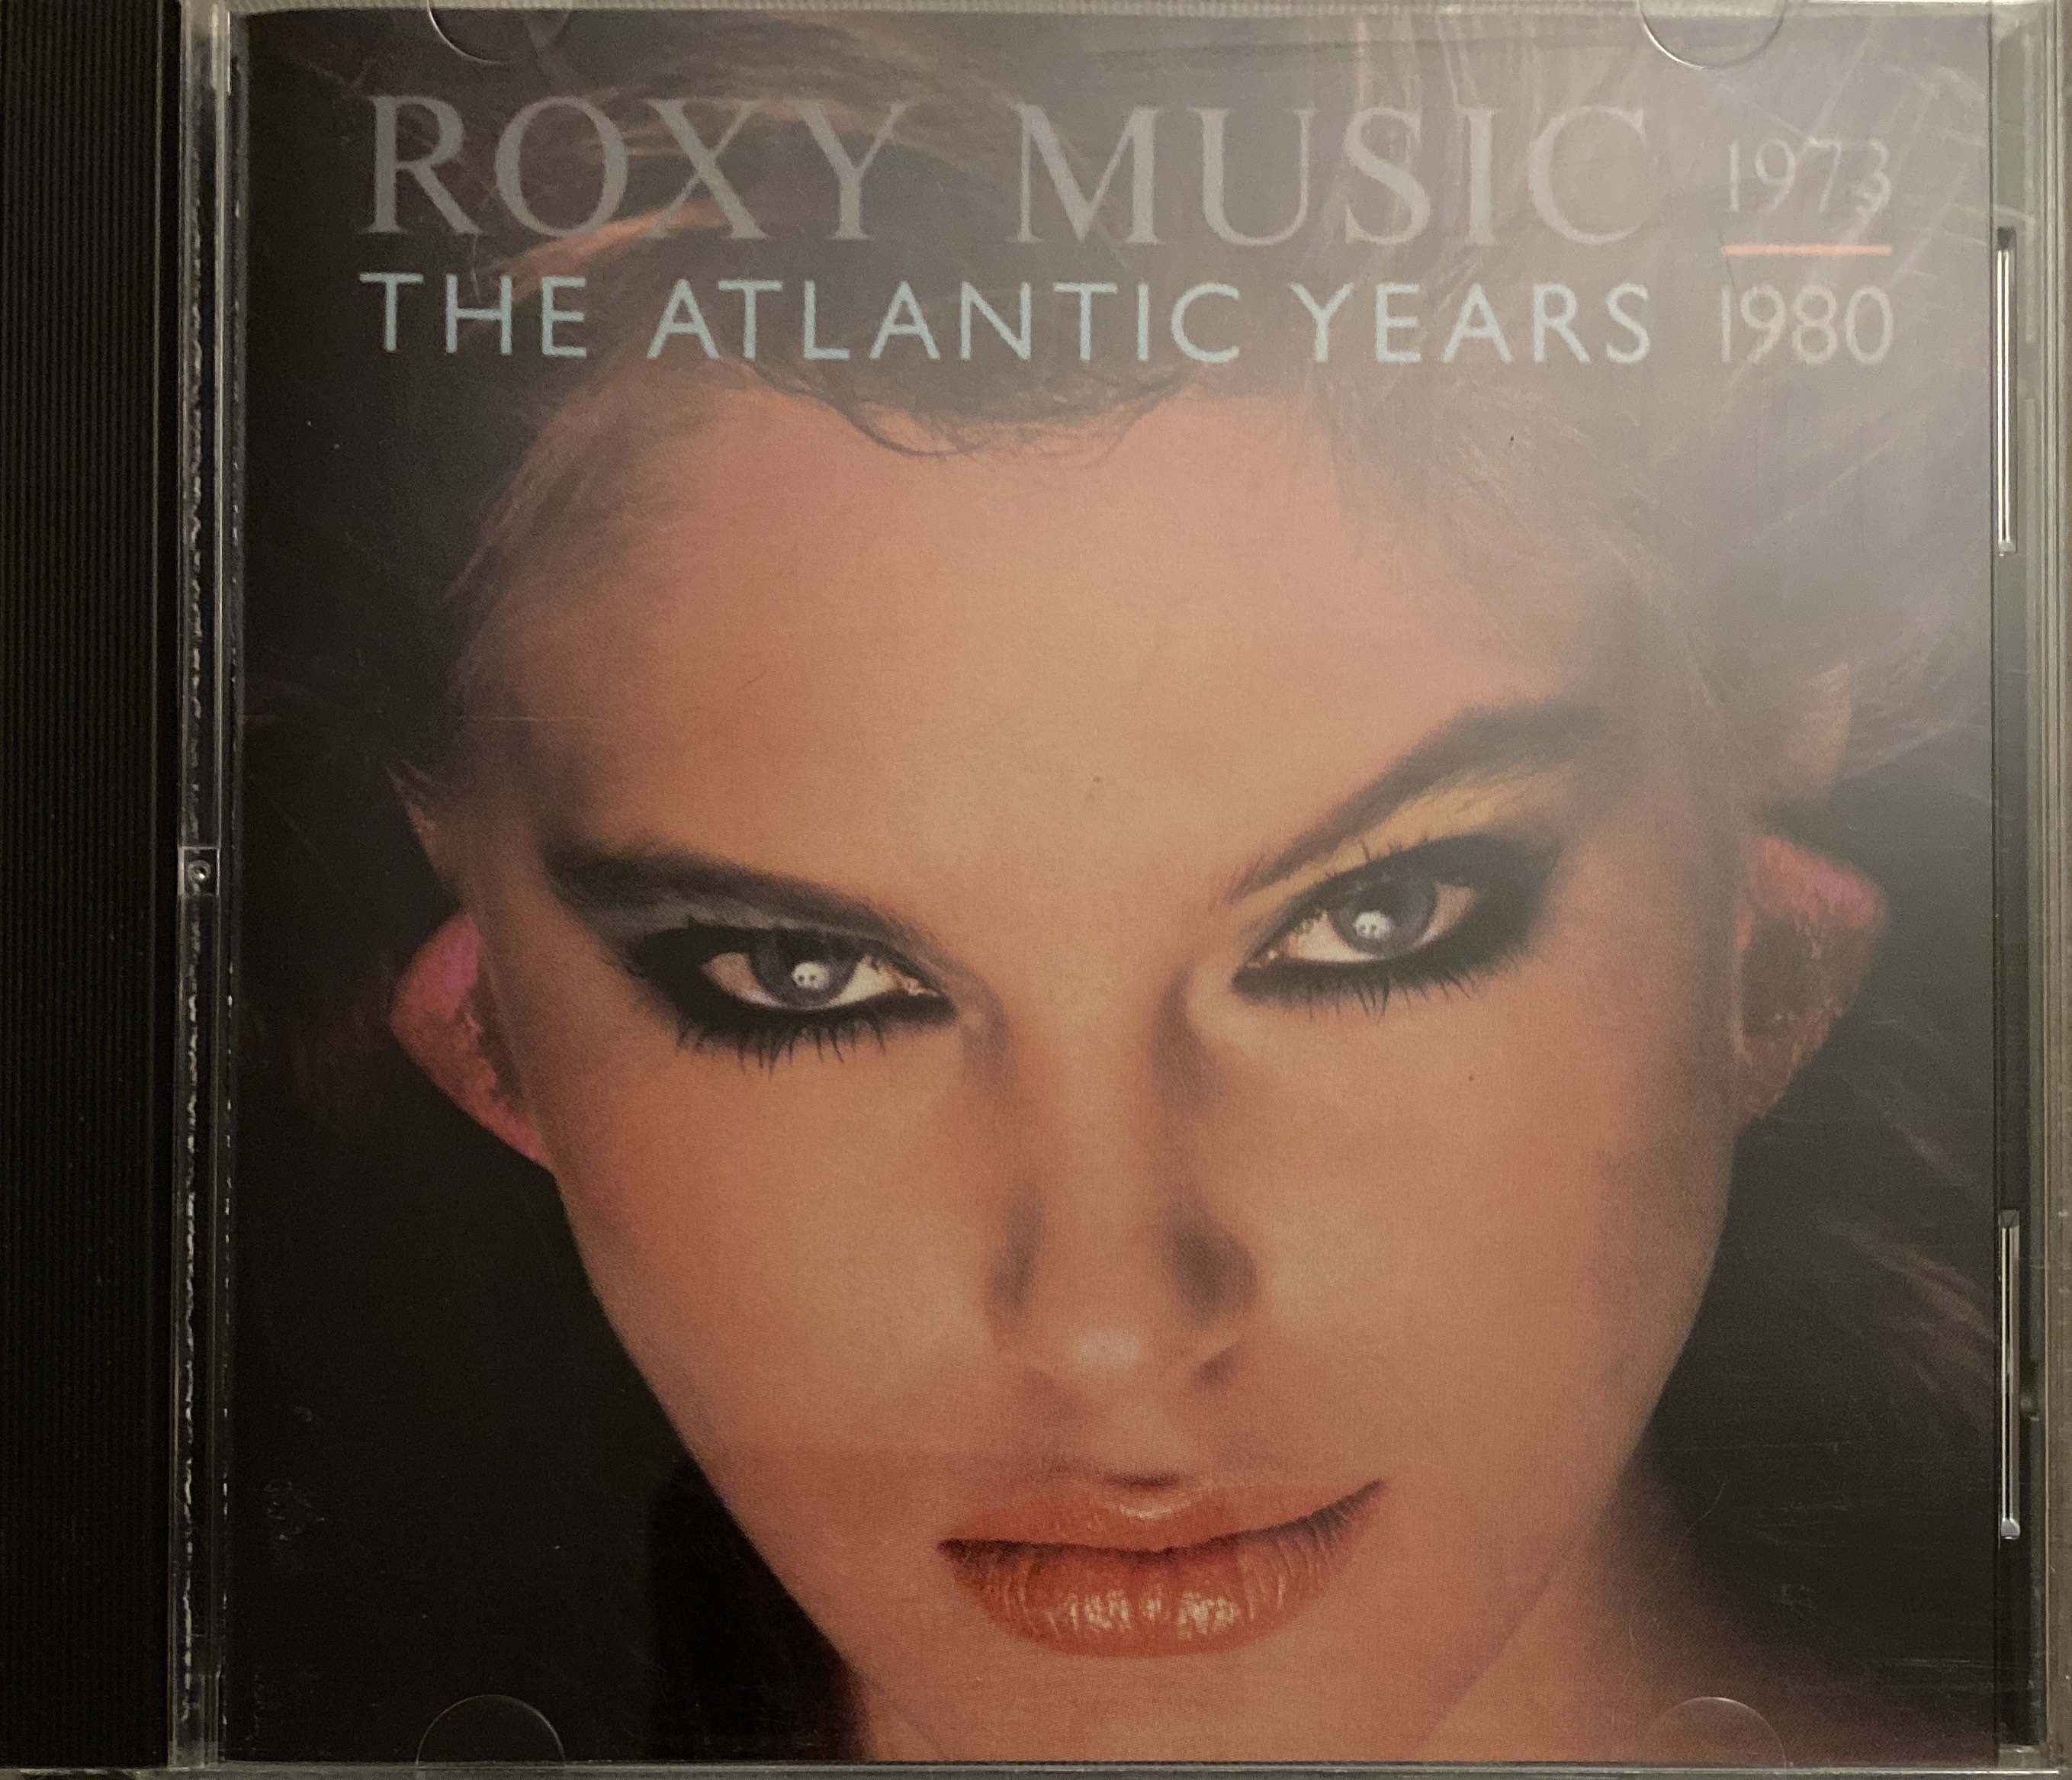 ROXY MUSIC 1973
THE ATLANTIC YEARS 1980